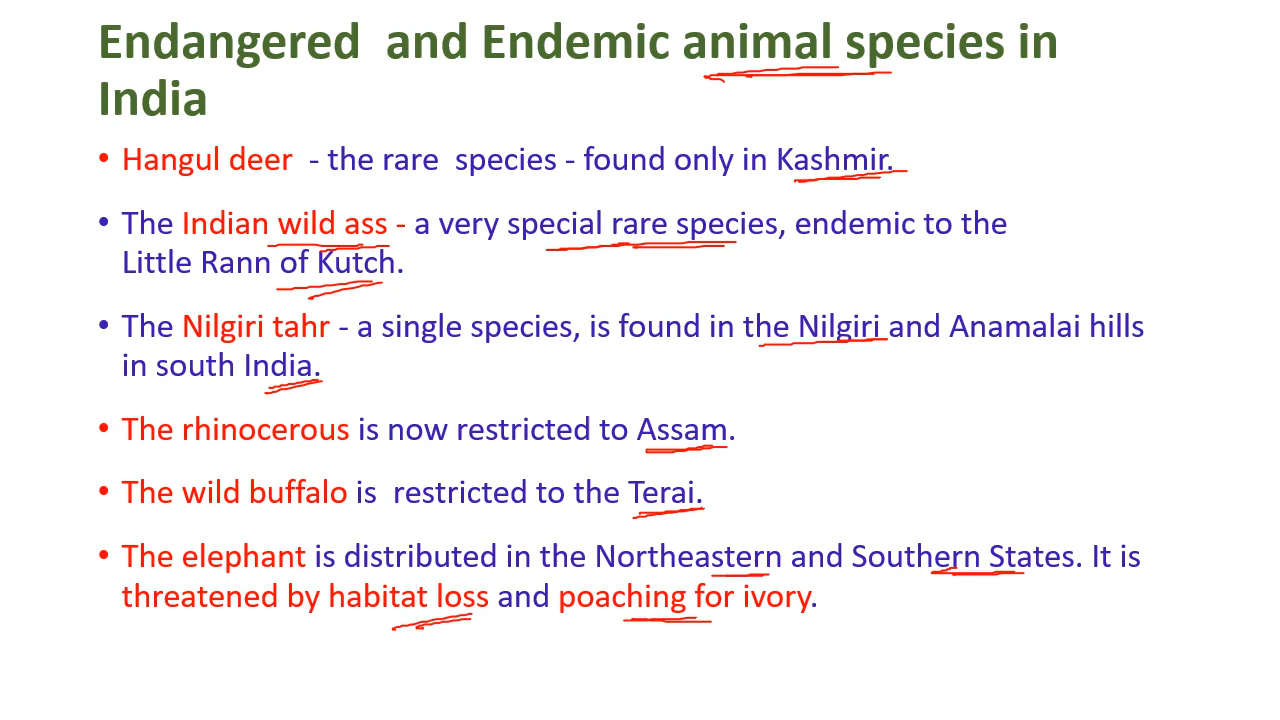 Endangered and Endemic animal species in
India
• Hangul deer - the rare species - found only in Kashmir.
• The Indian wild ass - a very special rare species, endemic to the
Little Rann of Kutch.
• The Nilgiri tahr - a single species, is found in the Nilgiri and Anamalai hills
in south India.
• The rhinocerous is now restricted to Assam.
• The wild buffalo is restricted to the Terai.
• The elephant is distributed in the Northeastern and Southern States. It is
threatened by habitat loss and poaching for ivory.